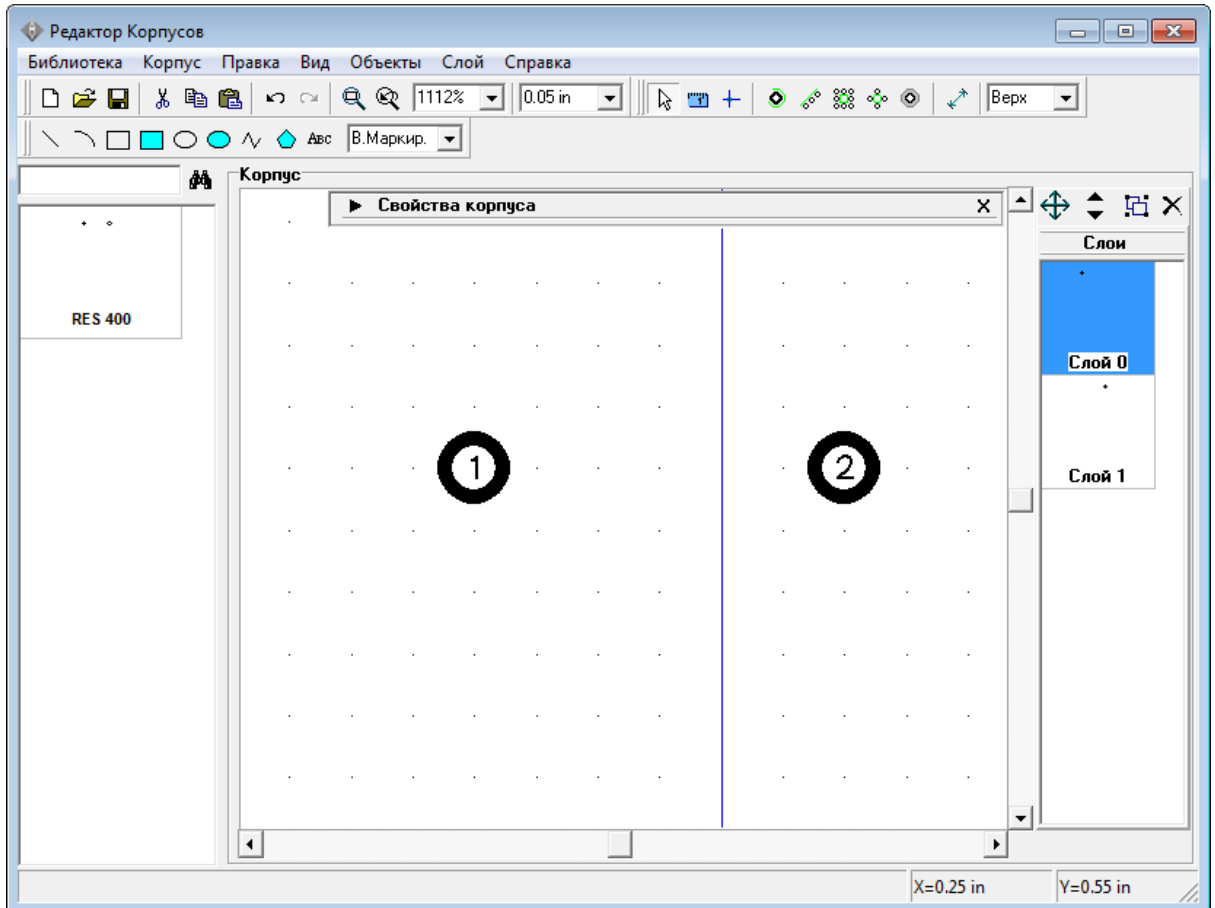 Редактор Корпусов
Библиотека Корпус Правка Вид Объекты Слой Справка
1112% 0.05 in Верх
ABC В.Маркир.
Корпус
Свойства корпуса X
Слои
RES 400
Слой 0
1 2
Слой 1
X=0.25 in Y=0.55 in